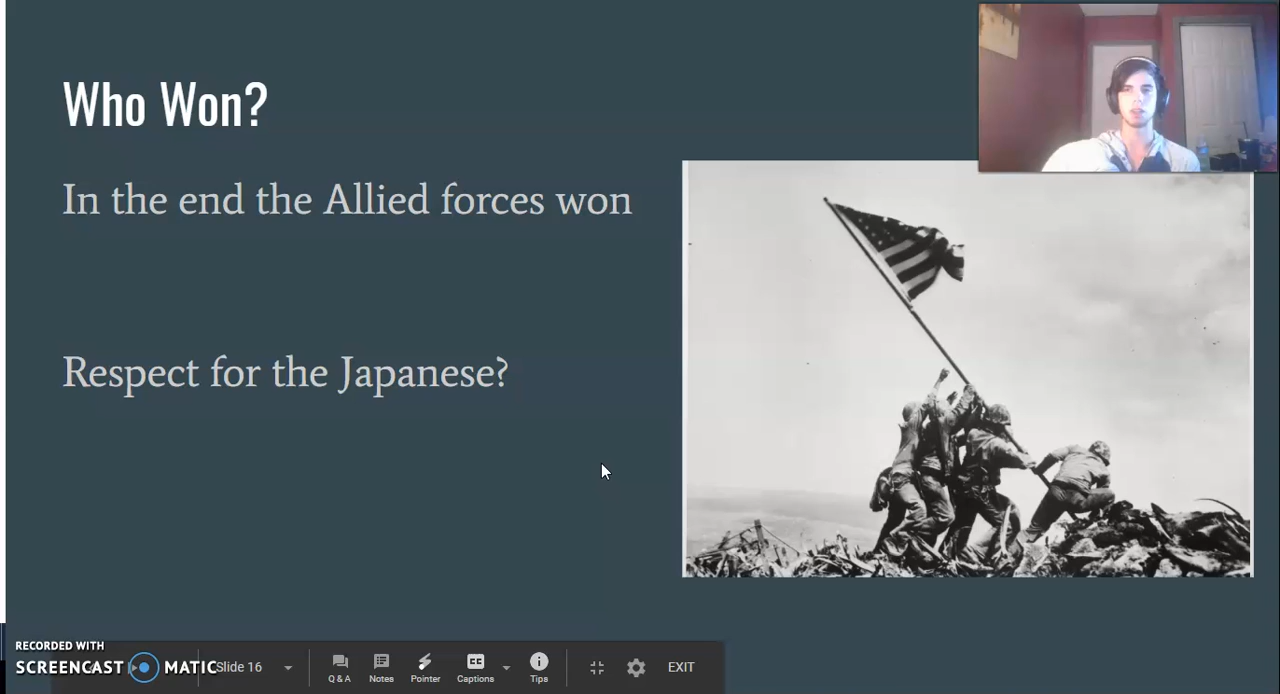 Who Won?
In the end the Allied forces won
Respect for the Japanese?
RECORDED WITH
SCREENCAST MATIC
Slide 16
Q & A
Notes
Pointer
CC
Captions
Tips
EXIT